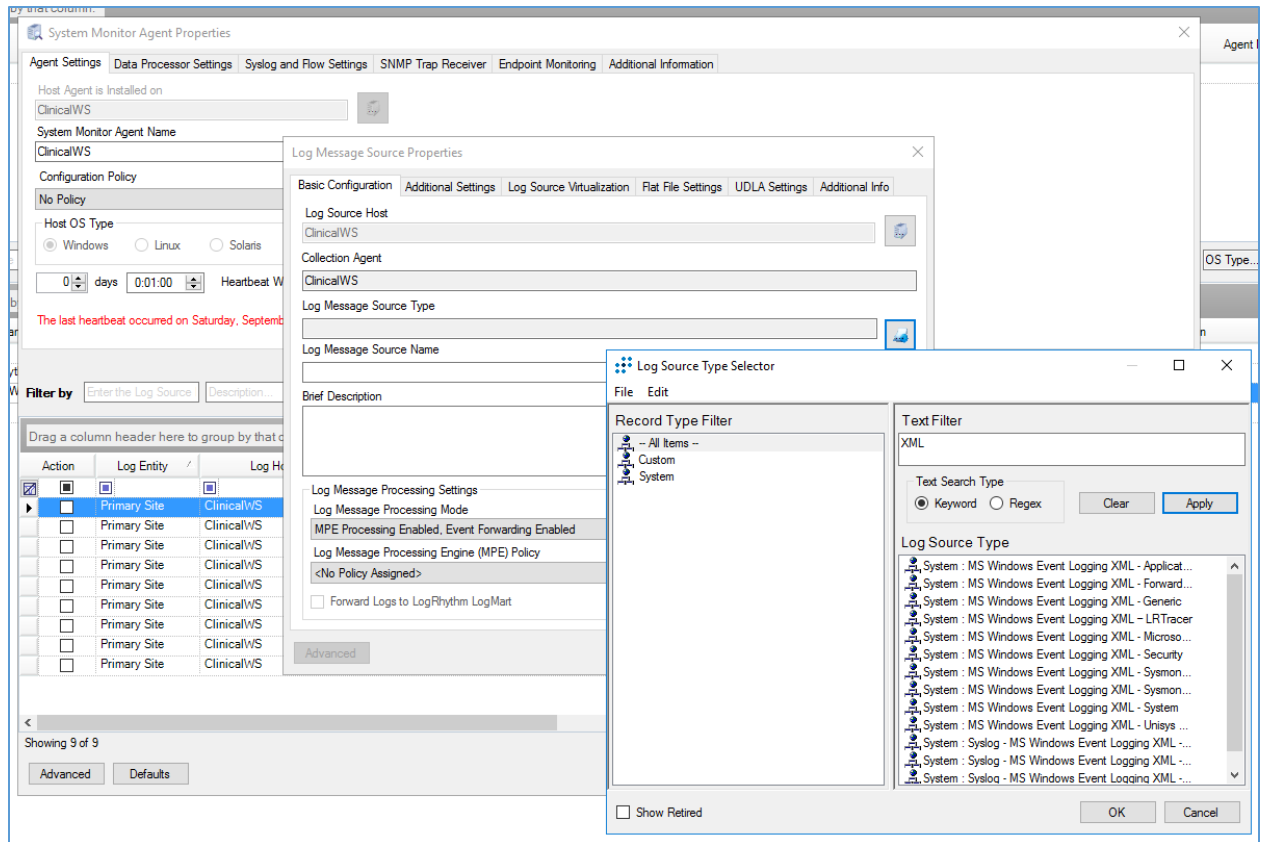 by that column.
System Monitor Agent Properties
Agent I
Agent Settings Data Processor Settings Syslog and Flow Settings SNMP Trap Receiver Endpoint Monitoring Additional Information
Host Agent is Installed on
ClinicalWS
System Monitor Agent Name
ClinicalWS
Configuration Policy
No Policy
Host OS Type
Windows Linux Solaris
0 days 0:01:00 Heartbeat W
The last heartbeat occurred on Saturday, Septemb
OS Type...
Filter by Enter the Log Source Description...
Drag a column header here to group by that c
Action Log Entity Log Ho
Primary Site ClinicalWS
Primary Site ClinicalWS
Primary Site ClinicalWS
Primary Site ClinicalWS
Primary Site ClinicalWS
Primary Site ClinicalWS
Primary Site ClinicalWS
Primary Site ClinicalWS
Primary Site ClinicalWS
Showing 9 of 9
Advanced Defaults
Log Message Source Properties
Basic Configuration Additional Settings Log Source Virtualization Flat File Settings UDLA Settings Additional Info
Log Source Host
ClinicalWS
Collection Agent
ClinicalWS
Log Message Source Type
Log Message Source Name
Brief Description
Log Message Processing Settings
Log Message Processing Mode
MPE Processing Enabled, Event Forwarding Enabled
Log Message Processing Engine (MPE) Policy
<No Policy Assigned>
Forward Logs to LogRhythm LogMart
Advanced
Log Source Type Selector
File Edit
Record Type Filter
-- All Items --
Custom
System
Text Filter
XML
Text Search Type
Keyword Regex Clear Apply
Log Source Type
System : MS Windows Event Logging XML - Applicat...
System : MS Windows Event Logging XML - Forward...
System : MS Windows Event Logging XML - Generic
System : MS Windows Event Logging XML – LRTracer
System : MS Windows Event Logging XML - Microso...
System : MS Windows Event Logging XML - Security
System : MS Windows Event Logging XML - Sysmon...
System : MS Windows Event Logging XML - Sysmon...
System : MS Windows Event Logging XML - System
System : MS Windows Event Logging XML - Unisys ...
System : Syslog - MS Windows Event Logging XML -...
System : Syslog - MS Windows Event Logging XML -...
System : Syslog - MS Windows Event Logging XML -...
Show Retired
OK Cancel